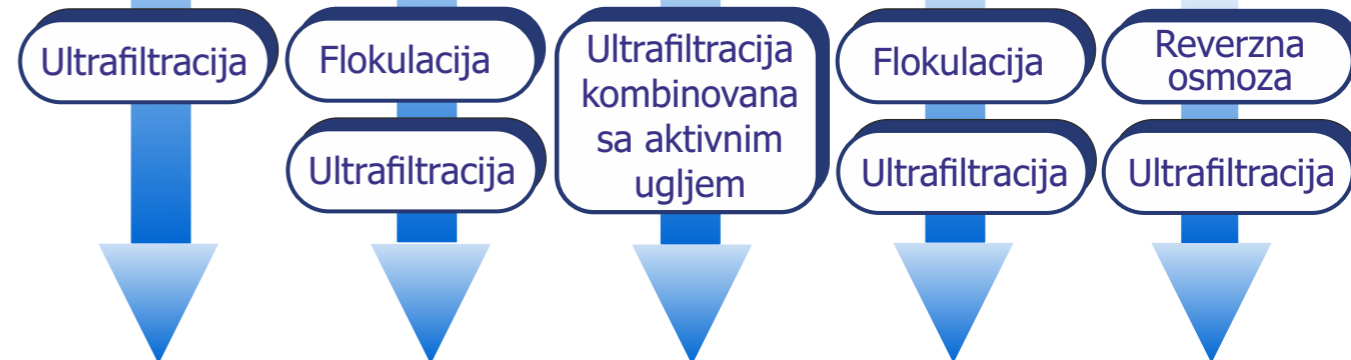 Ultrafiltracija
Flokulacija
Ultrafiltracija
Ultrafiltracija
kombinovana
sa aktivnim
ugljem
Flokulacija
Ultrafiltracija
Reverzna
osmoza
Ultrafiltracija